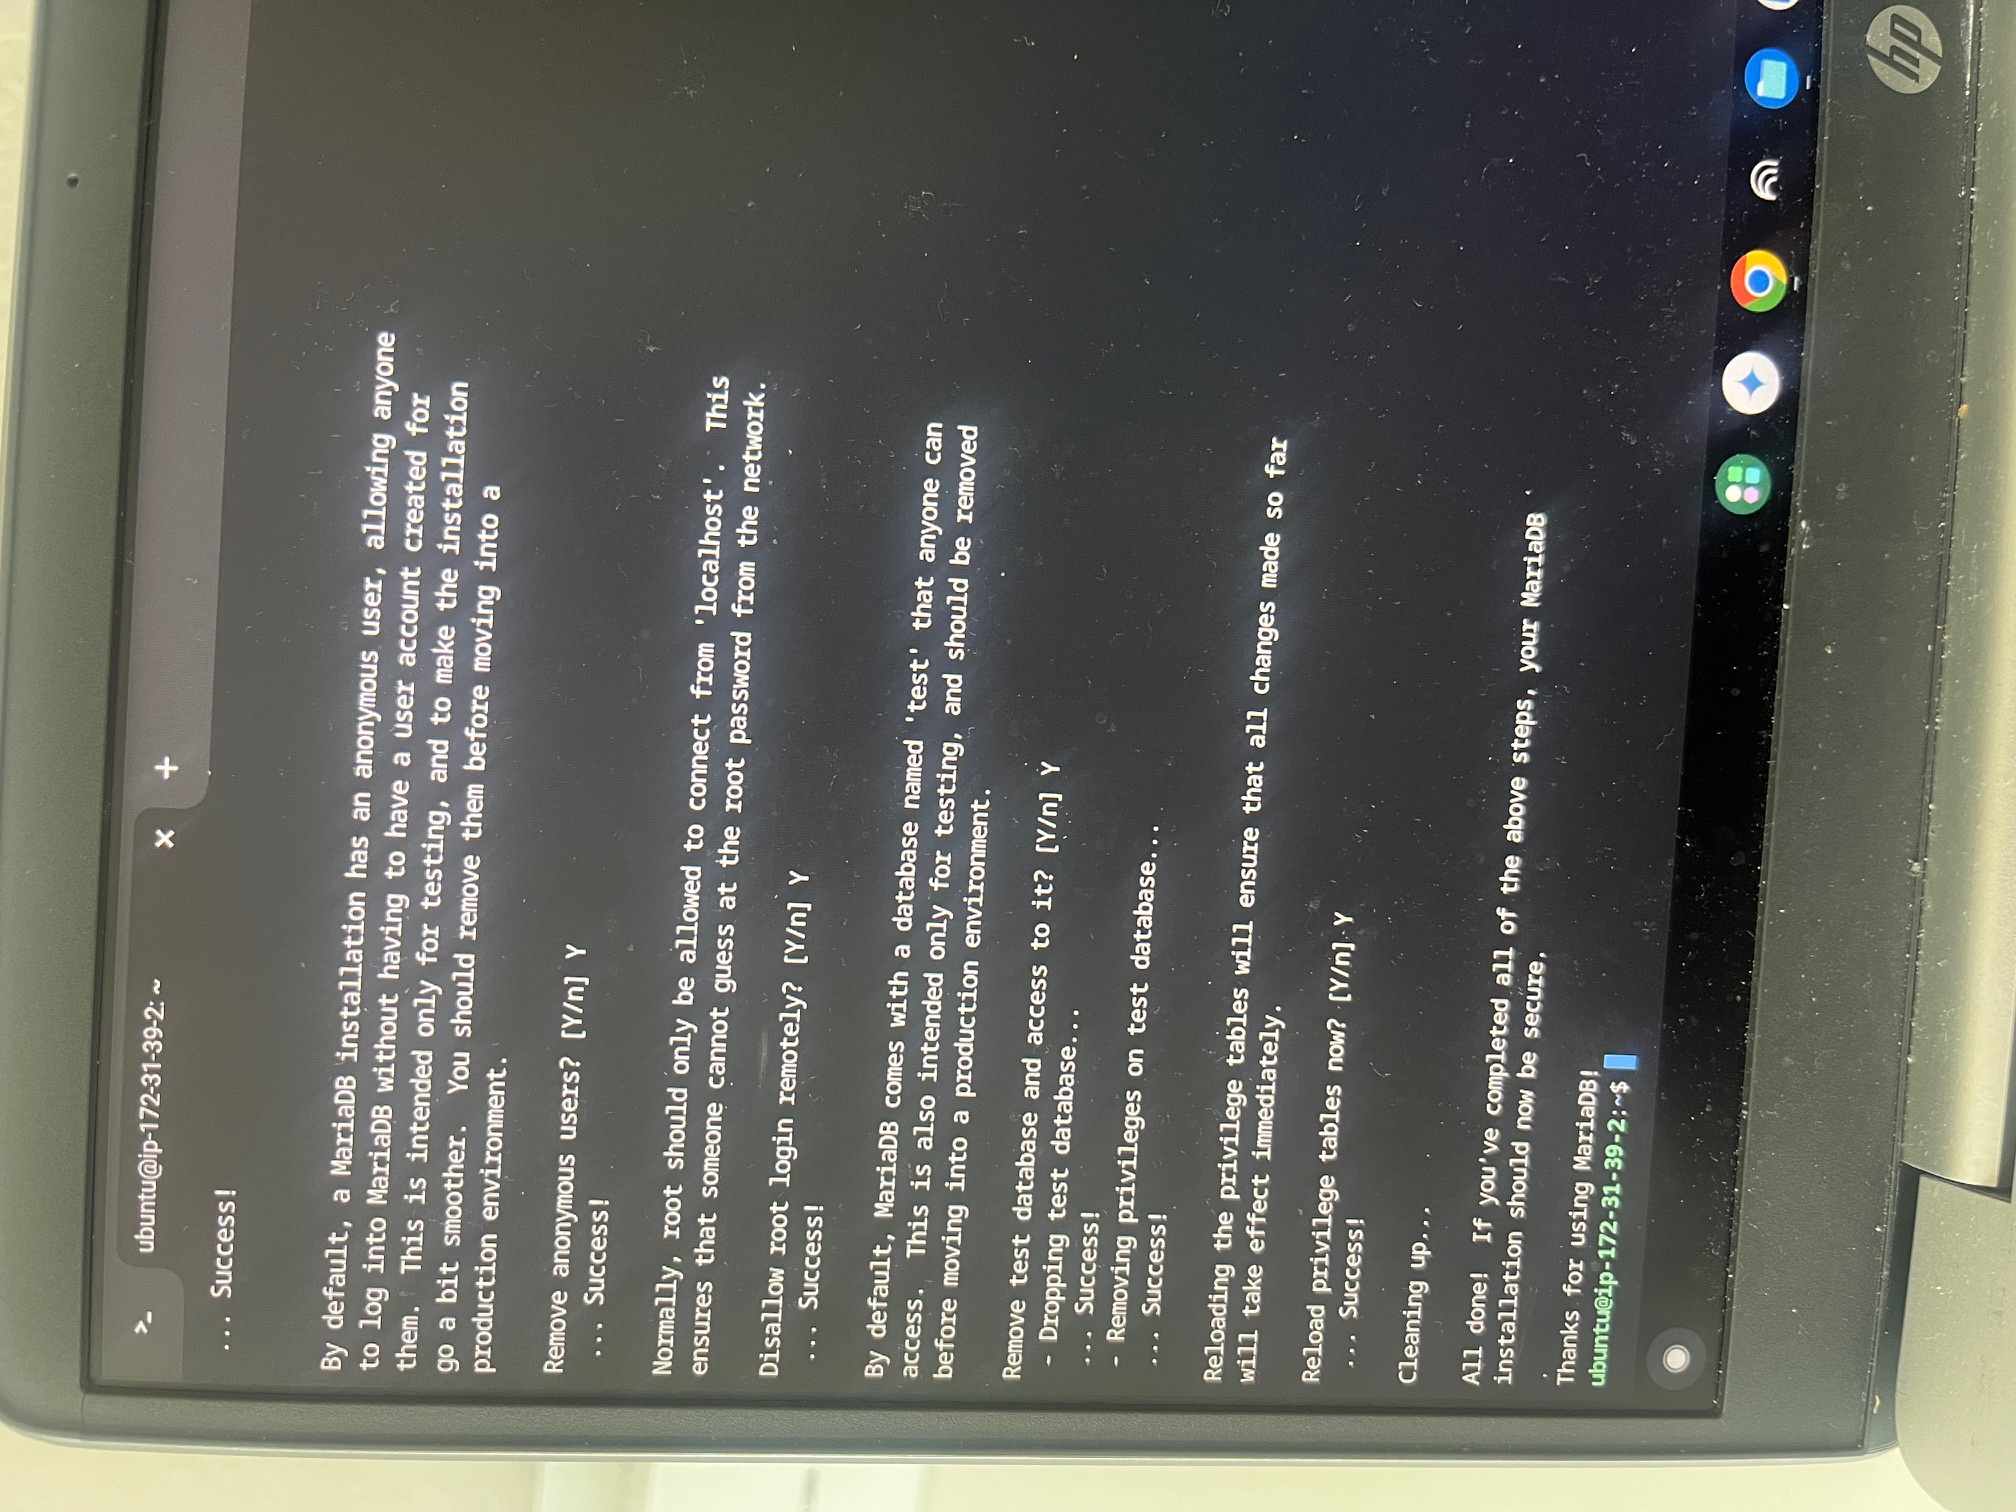 >_ ubuntu@ip-172-31-39-2: ~ × +
... Success!
By default, a MariaDB installation has an anonymous user, allowing anyone
to log into MariaDB without having to have a user account created for
them.  This is intended only for testing, and to make the installation
go a bit smoother.  You should remove them before moving into a
production environment.
Remove anonymous users? [Y/n] Y
... Success!
Normally, root should only be allowed to connect from 'localhost'.  This
ensures that someone cannot guess at the root password from the network.
Disallow root login remotely? [Y/n] Y
... Success!
By default, MariaDB comes with a database named 'test' that anyone can
access.  This is also intended only for testing, and should be removed
before moving into a production environment.
Remove test database and access to it? [Y/n] Y
- Dropping test database...
... Success!
- Removing privileges on test database...
... Success!
Reloading the privilege tables will ensure that all changes made so far
will take effect immediately.
Reload privilege tables now? [Y/n] Y
... Success!
Cleaning up...
All done!  If you've completed all of the above steps, your MariaDB
installation should now be secure.
Thanks for using MariaDB!
ubuntu@ip-172-31-39-2:~$
hp